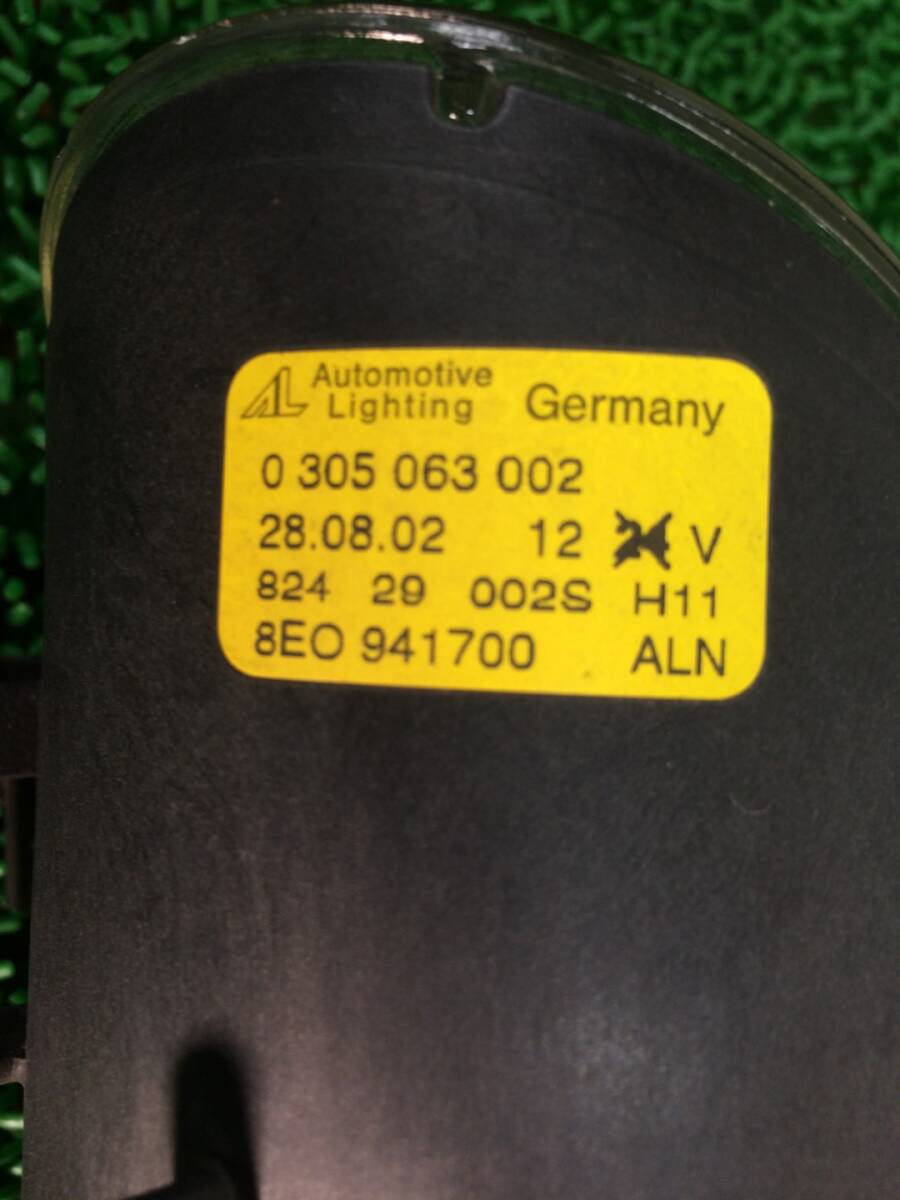 AL Automotive
Lighting Germany
0 305 063 002
28.08.02 12 24 V
824 29 002S H11
8EO 941700 ALN